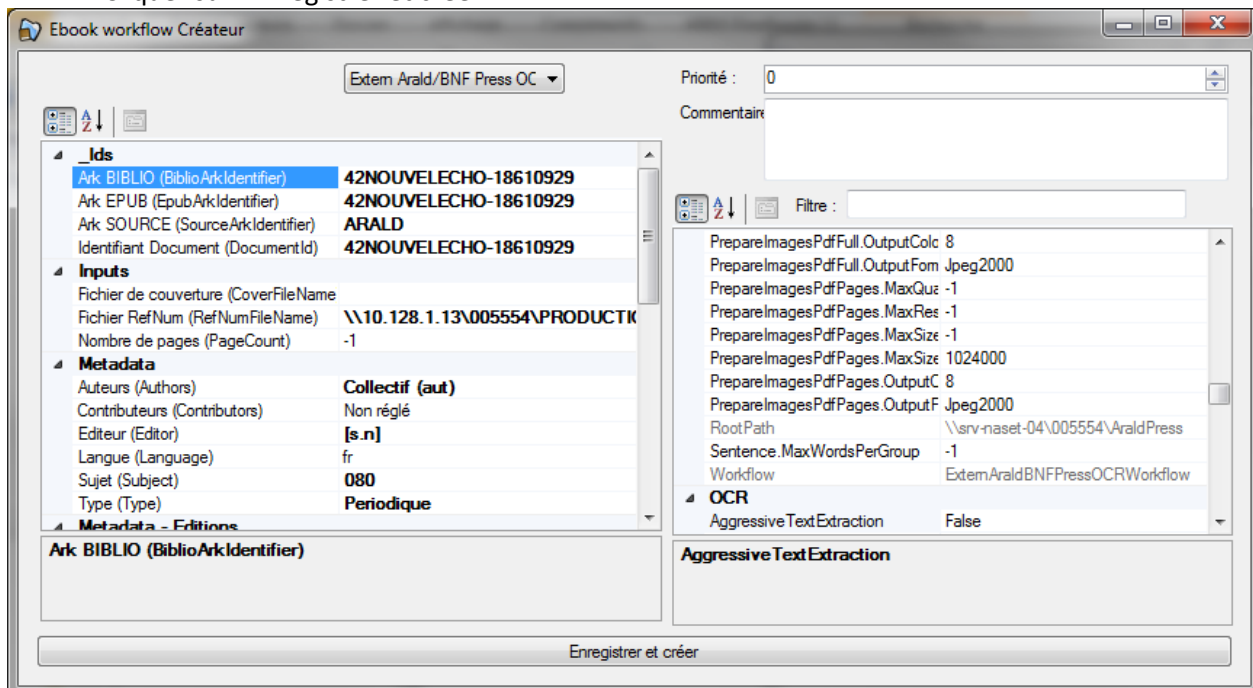 Ebook workflow Créateur
Extern Arald/BNF Press OC
_Ids
Ark BIBLIO (BiblioArkIdentifier) 42NOUVELECHO-18610929
Ark EPUB (EpubArkIdentifier) 42NOUVELECHO-18610929
Ark SOURCE (SourceArkIdentifier) ARALD
Identifiant Document (DocumentId) 42NOUVELECHO-18610929
Inputs
Fichier de couverture (CoverFileName
Fichier RefNum (RefNumFileName) \\10.128.1.13\005554\PRODUCTIO
Nombre de pages (PageCount) -1
Metadata
Auteurs (Authors) Collectif (aut)
Contributeurs (Contributors) Non réglé
Editeur (Editor) [s.n]
Langue (Language) fr
Sujet (Subject) 080
Type (Type) Periodique
Metadata - Editions
Ark BIBLIO (BiblioArkIdentifier)
Priorité : 0
Commentaire
Filtre :
PrepareImagesPdfFull.OutputColo 8
PrepareImagesPdfFull.OutputForm Jpeg2000
PrepareImagesPdfPages.MaxQua -1
PrepareImagesPdfPages.MaxRes -1
PrepareImagesPdfPages.MaxSize -1
PrepareImagesPdfPages.MaxSize 1024000
PrepareImagesPdfPages.OutputC 8
PrepareImagesPdfPages.OutputF Jpeg2000
RootPath \\srv-naset-04\005554\AraldPress
Sentence.MaxWordsPerGroup -1
Workflow ExternAraldBNFPressOCRWorkflow
OCR
AggressiveTextExtraction False
AggressiveTextExtraction
Enregistrer et créer